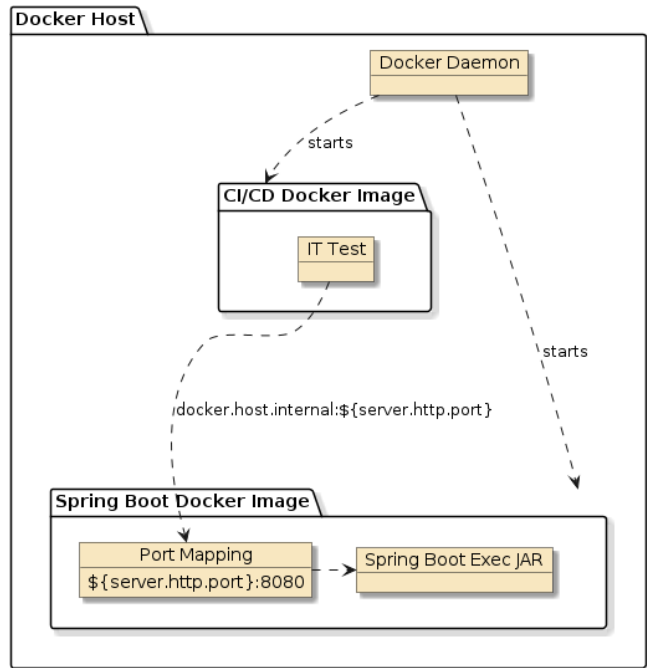 Docker Host
Docker Daemon
starts
CI/CD Docker Image
IT Test
starts
docker.host.internal:${server.http.port}
Spring Boot Docker Image
Port Mapping
${server.http.port}:8080
Spring Boot Exec JAR